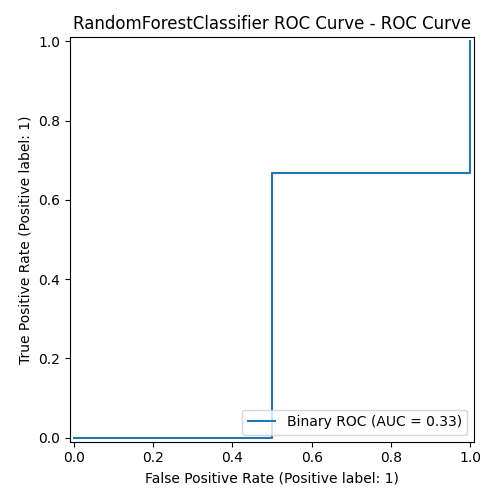 RandomForestClassifier ROC Curve - ROC Curve
1.0
0.8
0.6
0.4
0.2
0.0
True Positive Rate (Positive label: 1)
Binary ROC (AUC = 0.33)
0.0 0.2 0.4 0.6 0.8 1.0
False Positive Rate (Positive label: 1)